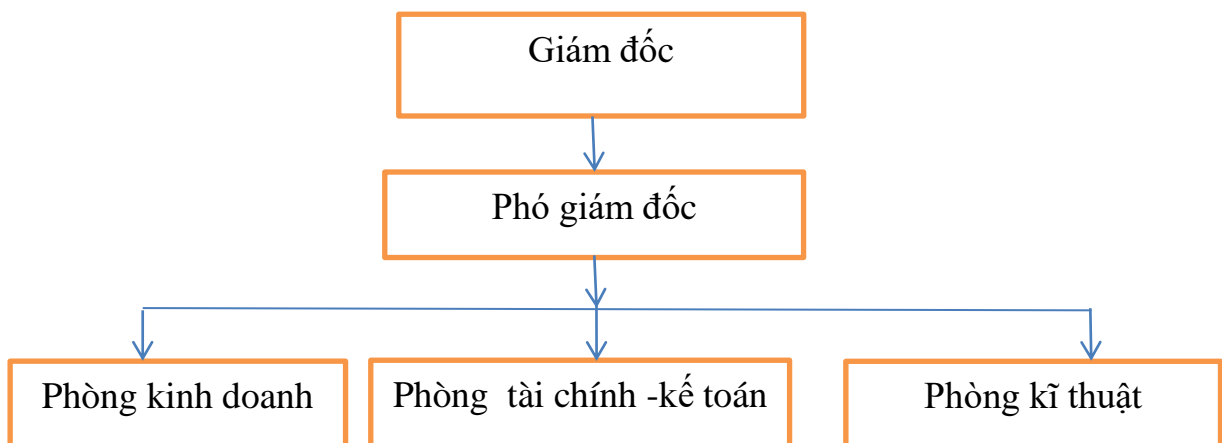 Giám đốc
Phó giám đốc
Phòng kinh doanh
Phòng  tài chính -kế toán
Phòng kĩ thuật